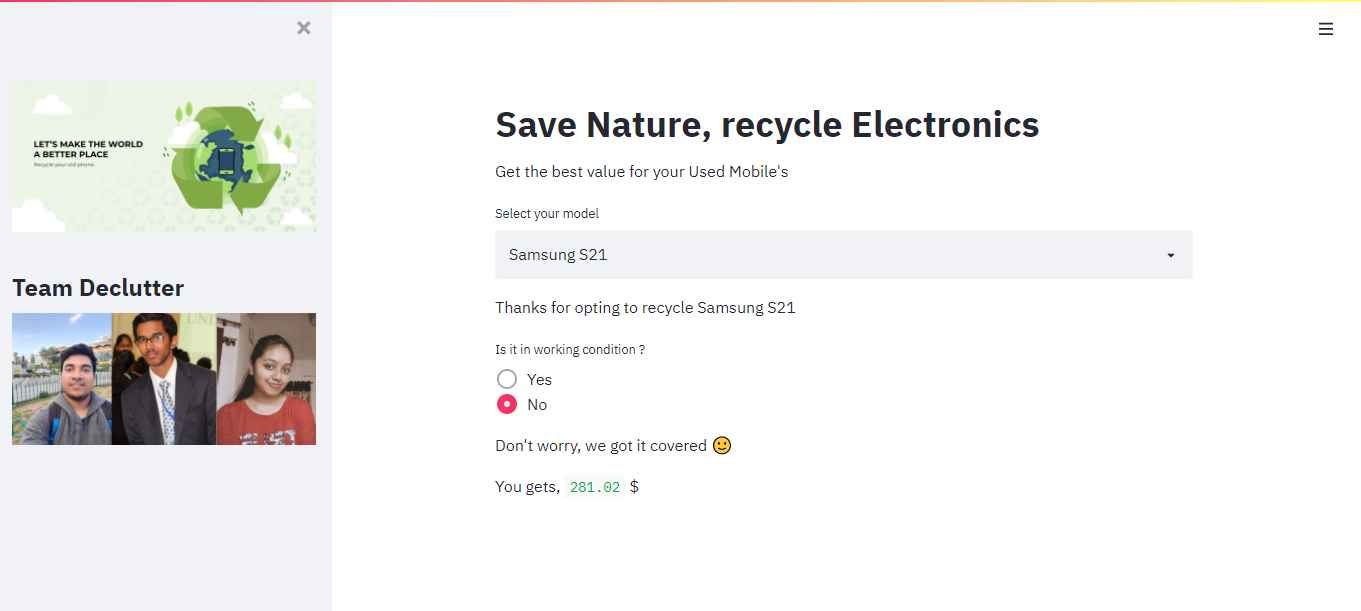 LET'S MAKE THE WORLD
A BETTER PLACE
Recycle your old phone.
Team Declutter
Save Nature, recycle Electronics
Get the best value for your Used Mobile's
Select your model
Samsung S21
Thanks for opting to recycle Samsung S21
Is it in working condition ?
Yes
No
Don't worry, we got it covered 🙂
You gets, 281.02 $